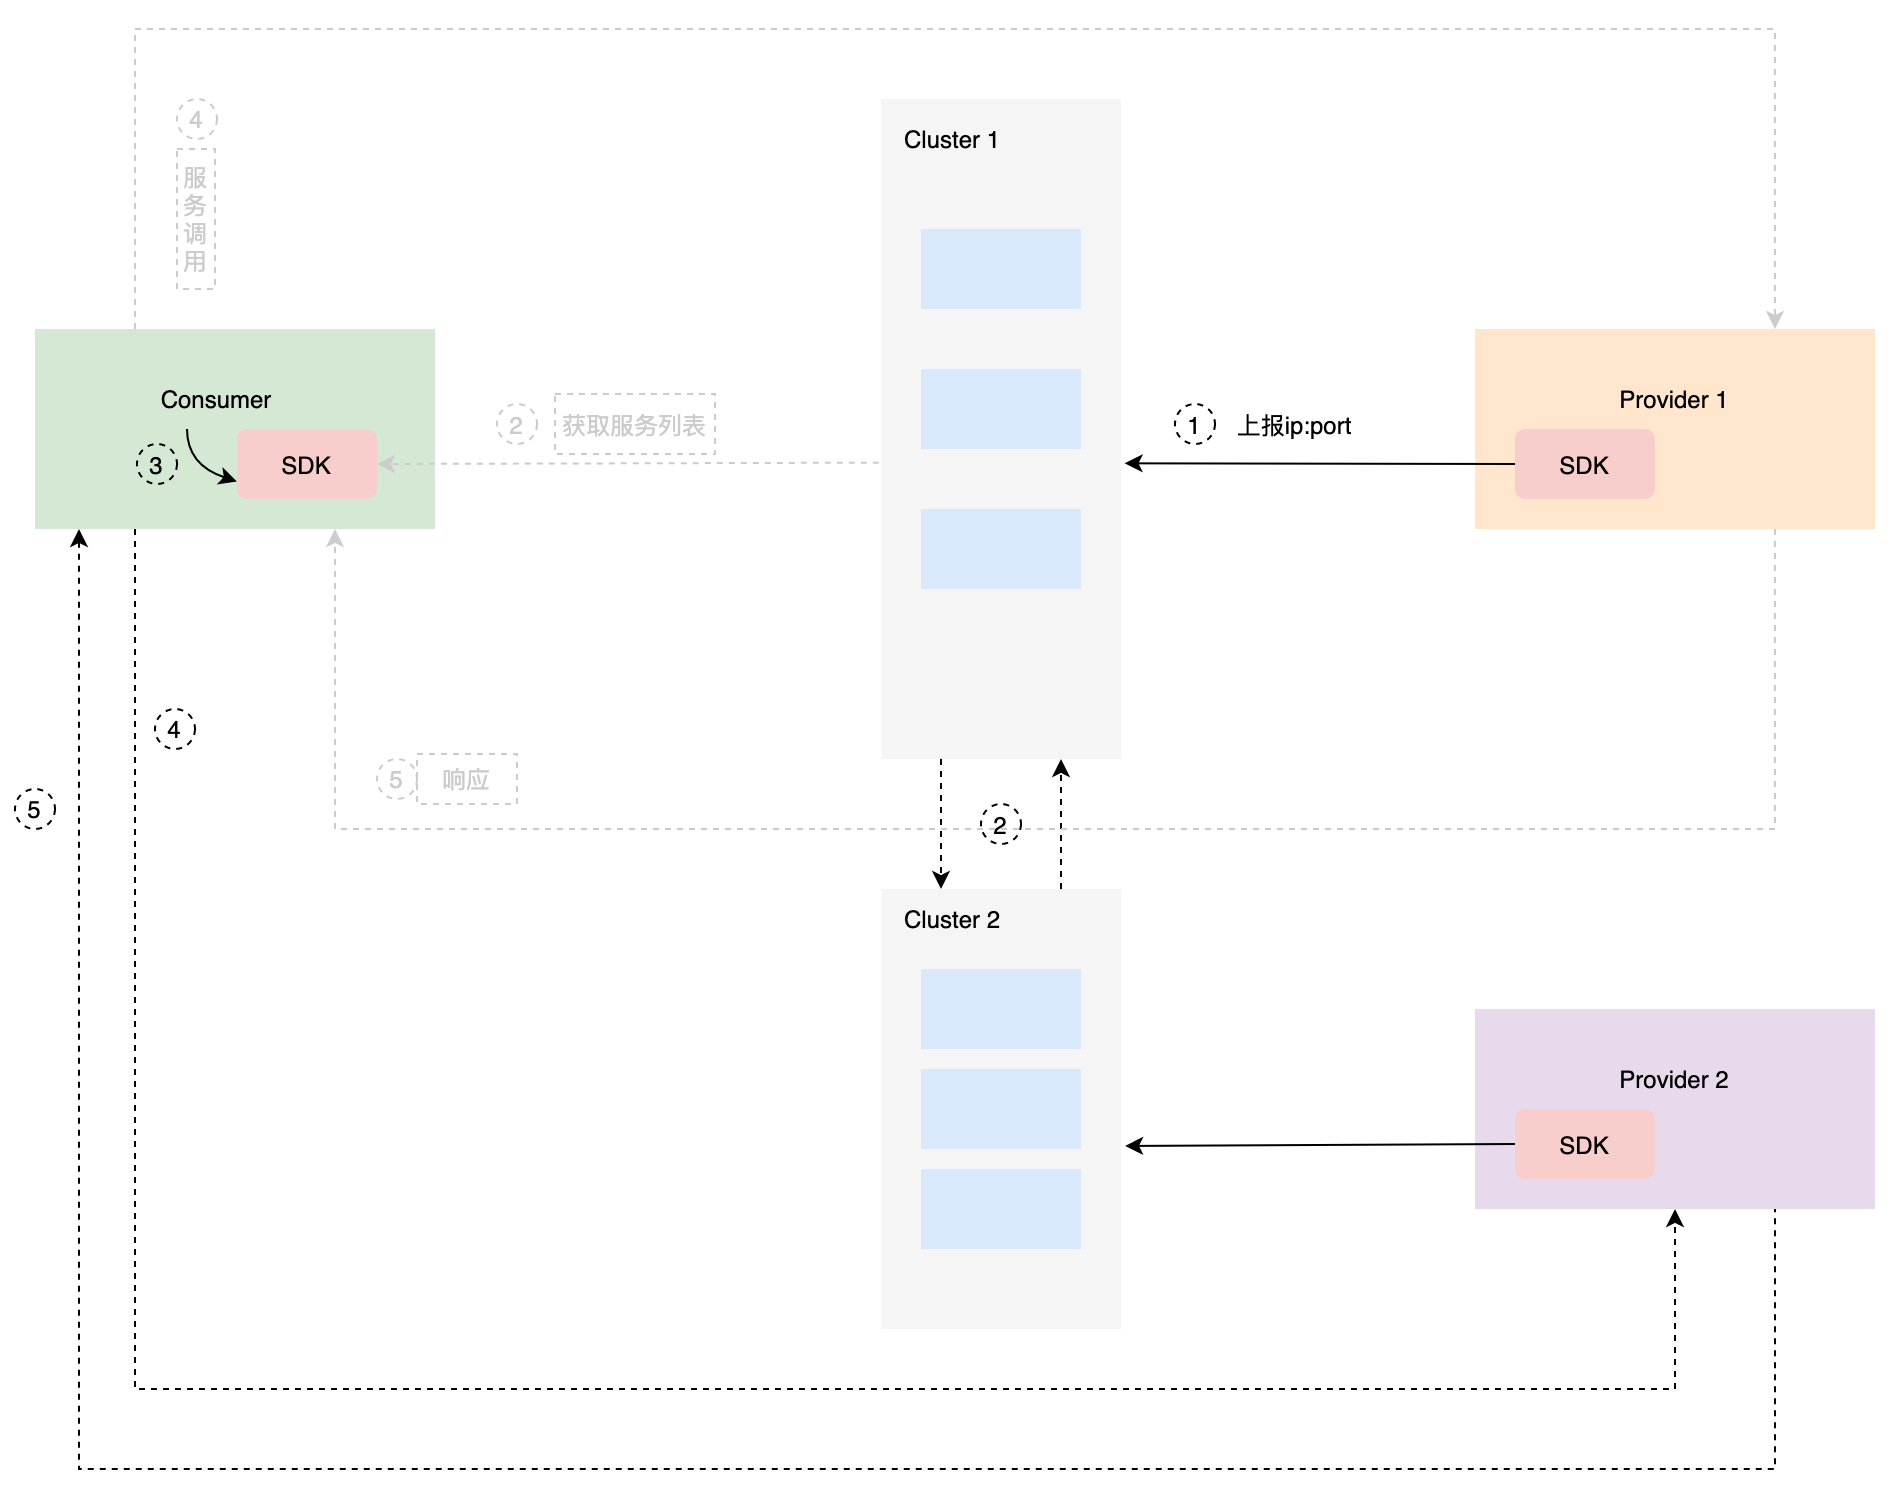 4
服
务
调
用
Cluster 1
Consumer
3
SDK
2
获取服务列表
1
上报ip:port
Provider 1
SDK
4
5
5
响应
2
Cluster 2
Provider 2
SDK